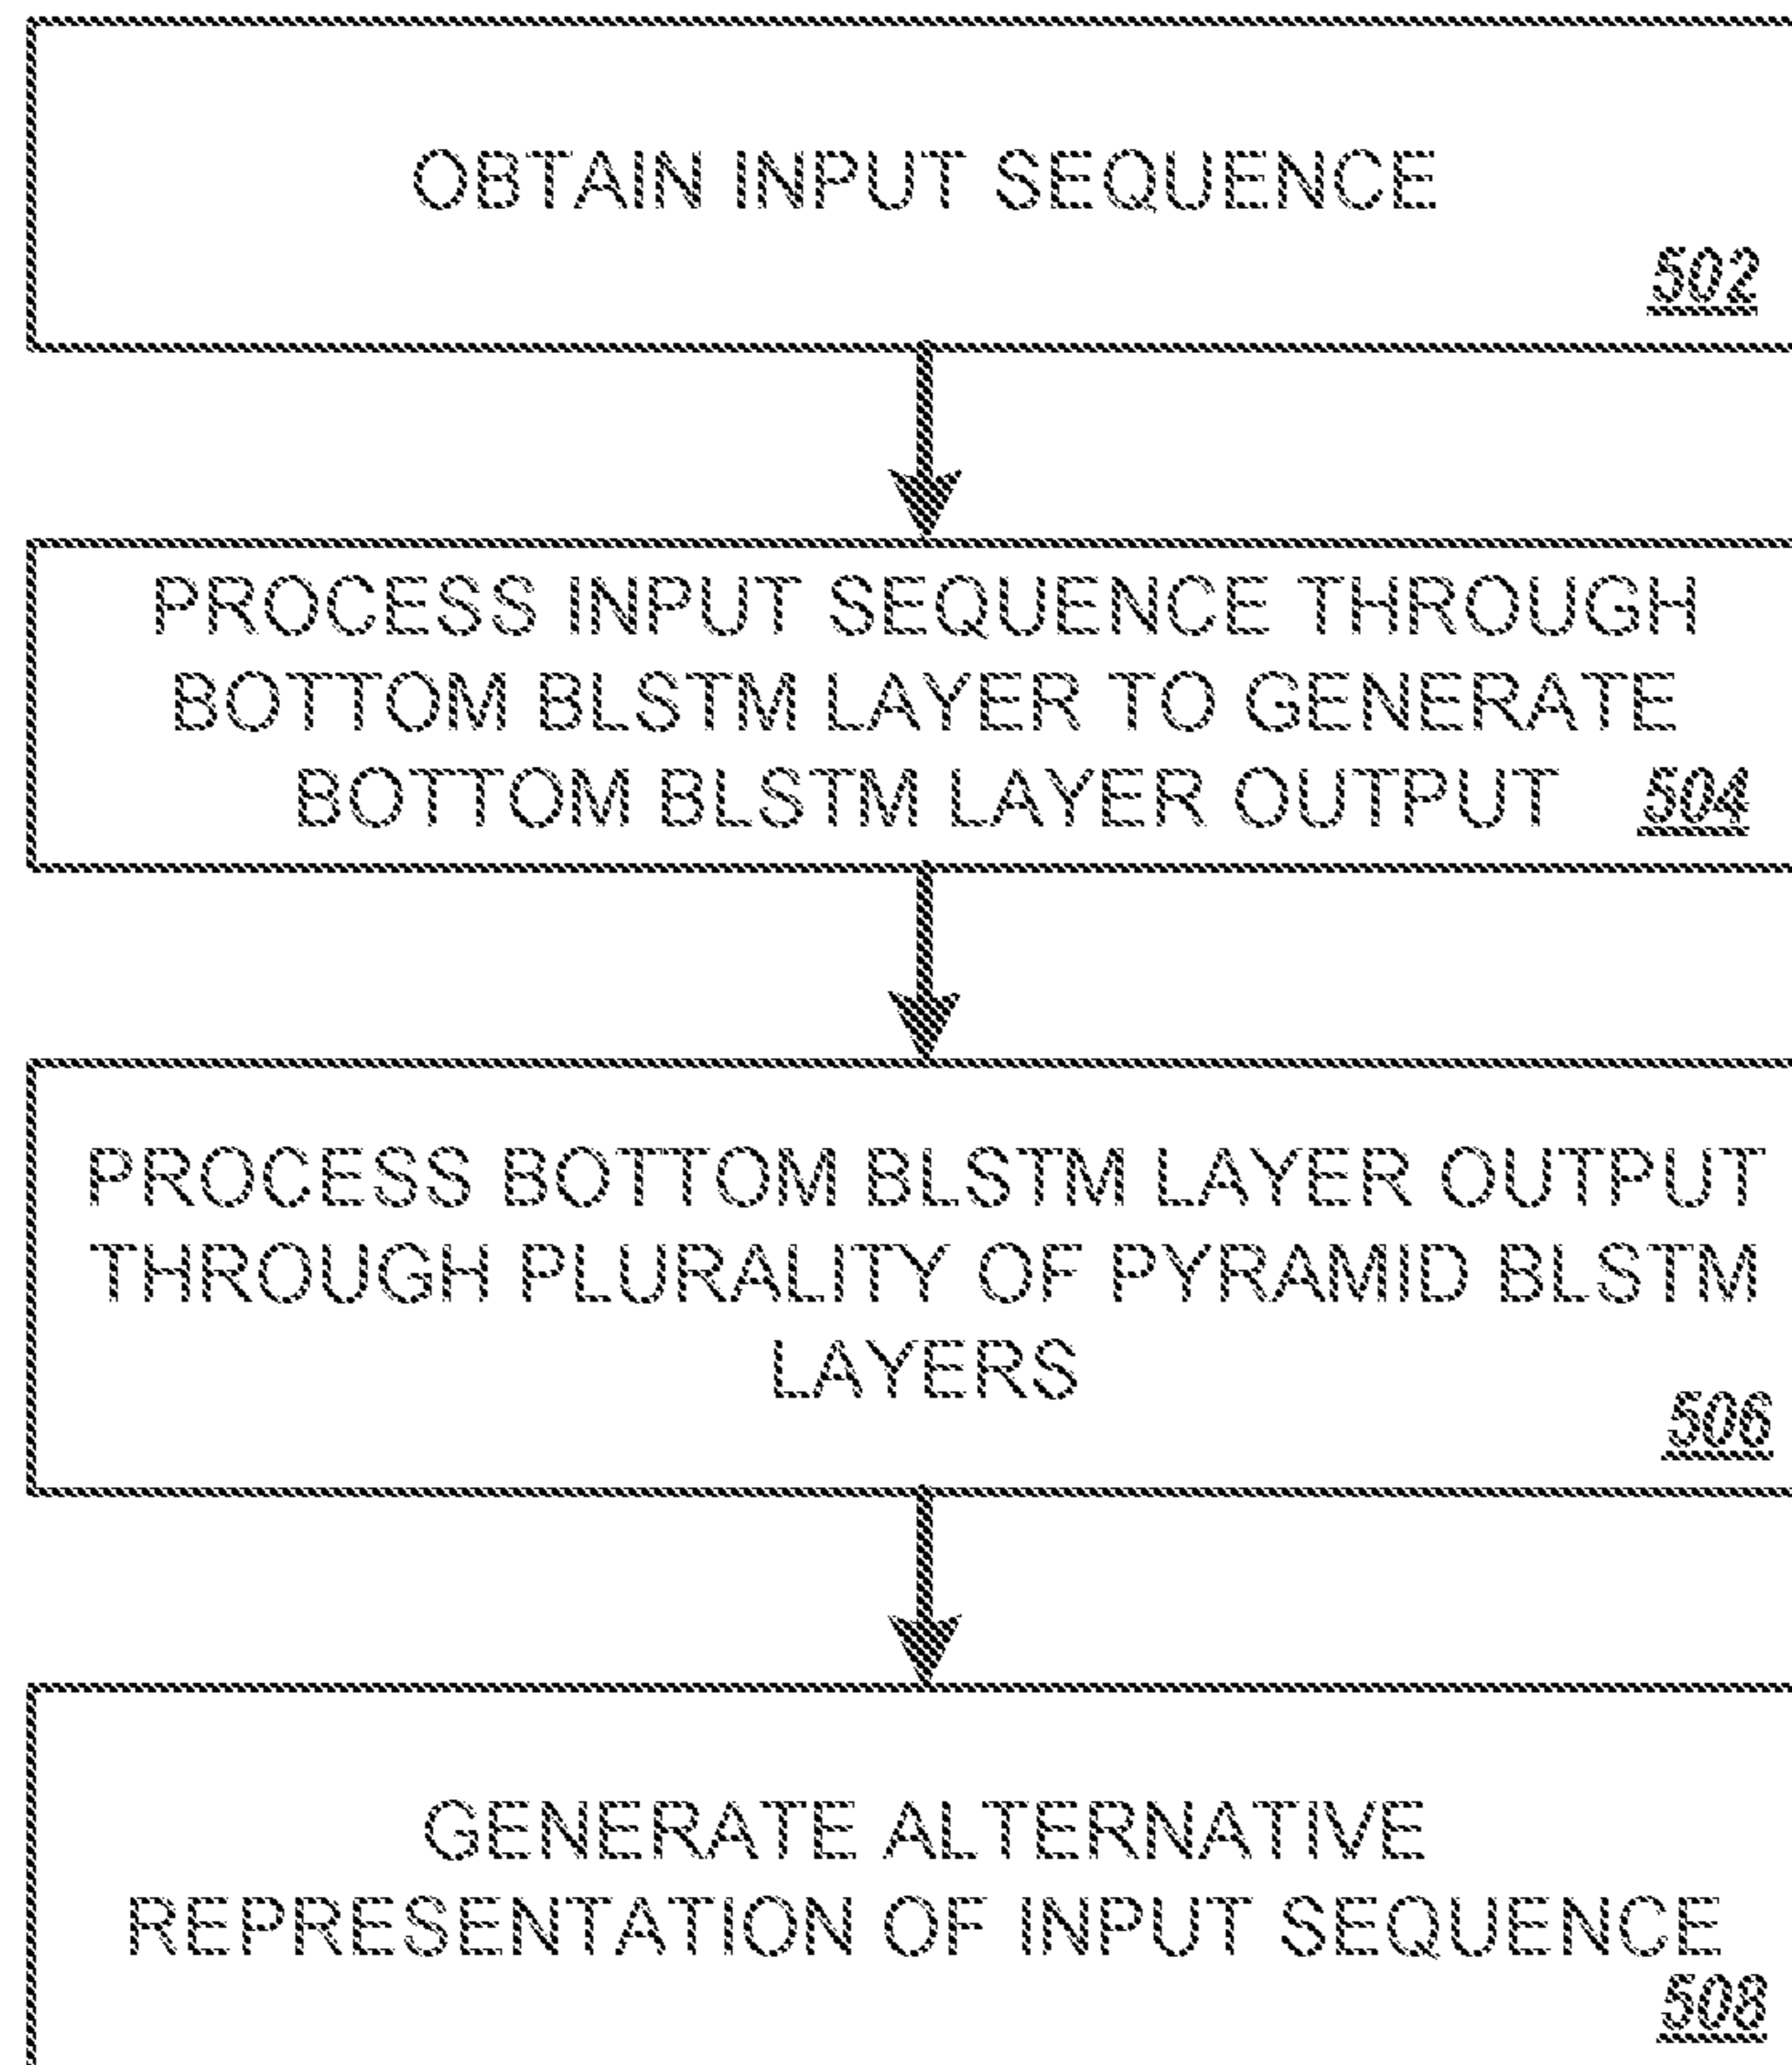 OBTAIN INPUT SEQUENCE
502
PROCESS INPUT SEQUENCE THROUGH
BOTTOM BLSTM LAYER TO GENERATE
BOTTOM BLSTM LAYER OUTPUT 504
PROCESS BOTTOM BLSTM LAYER OUTPUT
THROUGH PLURALITY OF PYRAMID BLSTM
LAYERS
506
GENERATE ALTERNATIVE
REPRESENTATION OF INPUT SEQUENCE
508